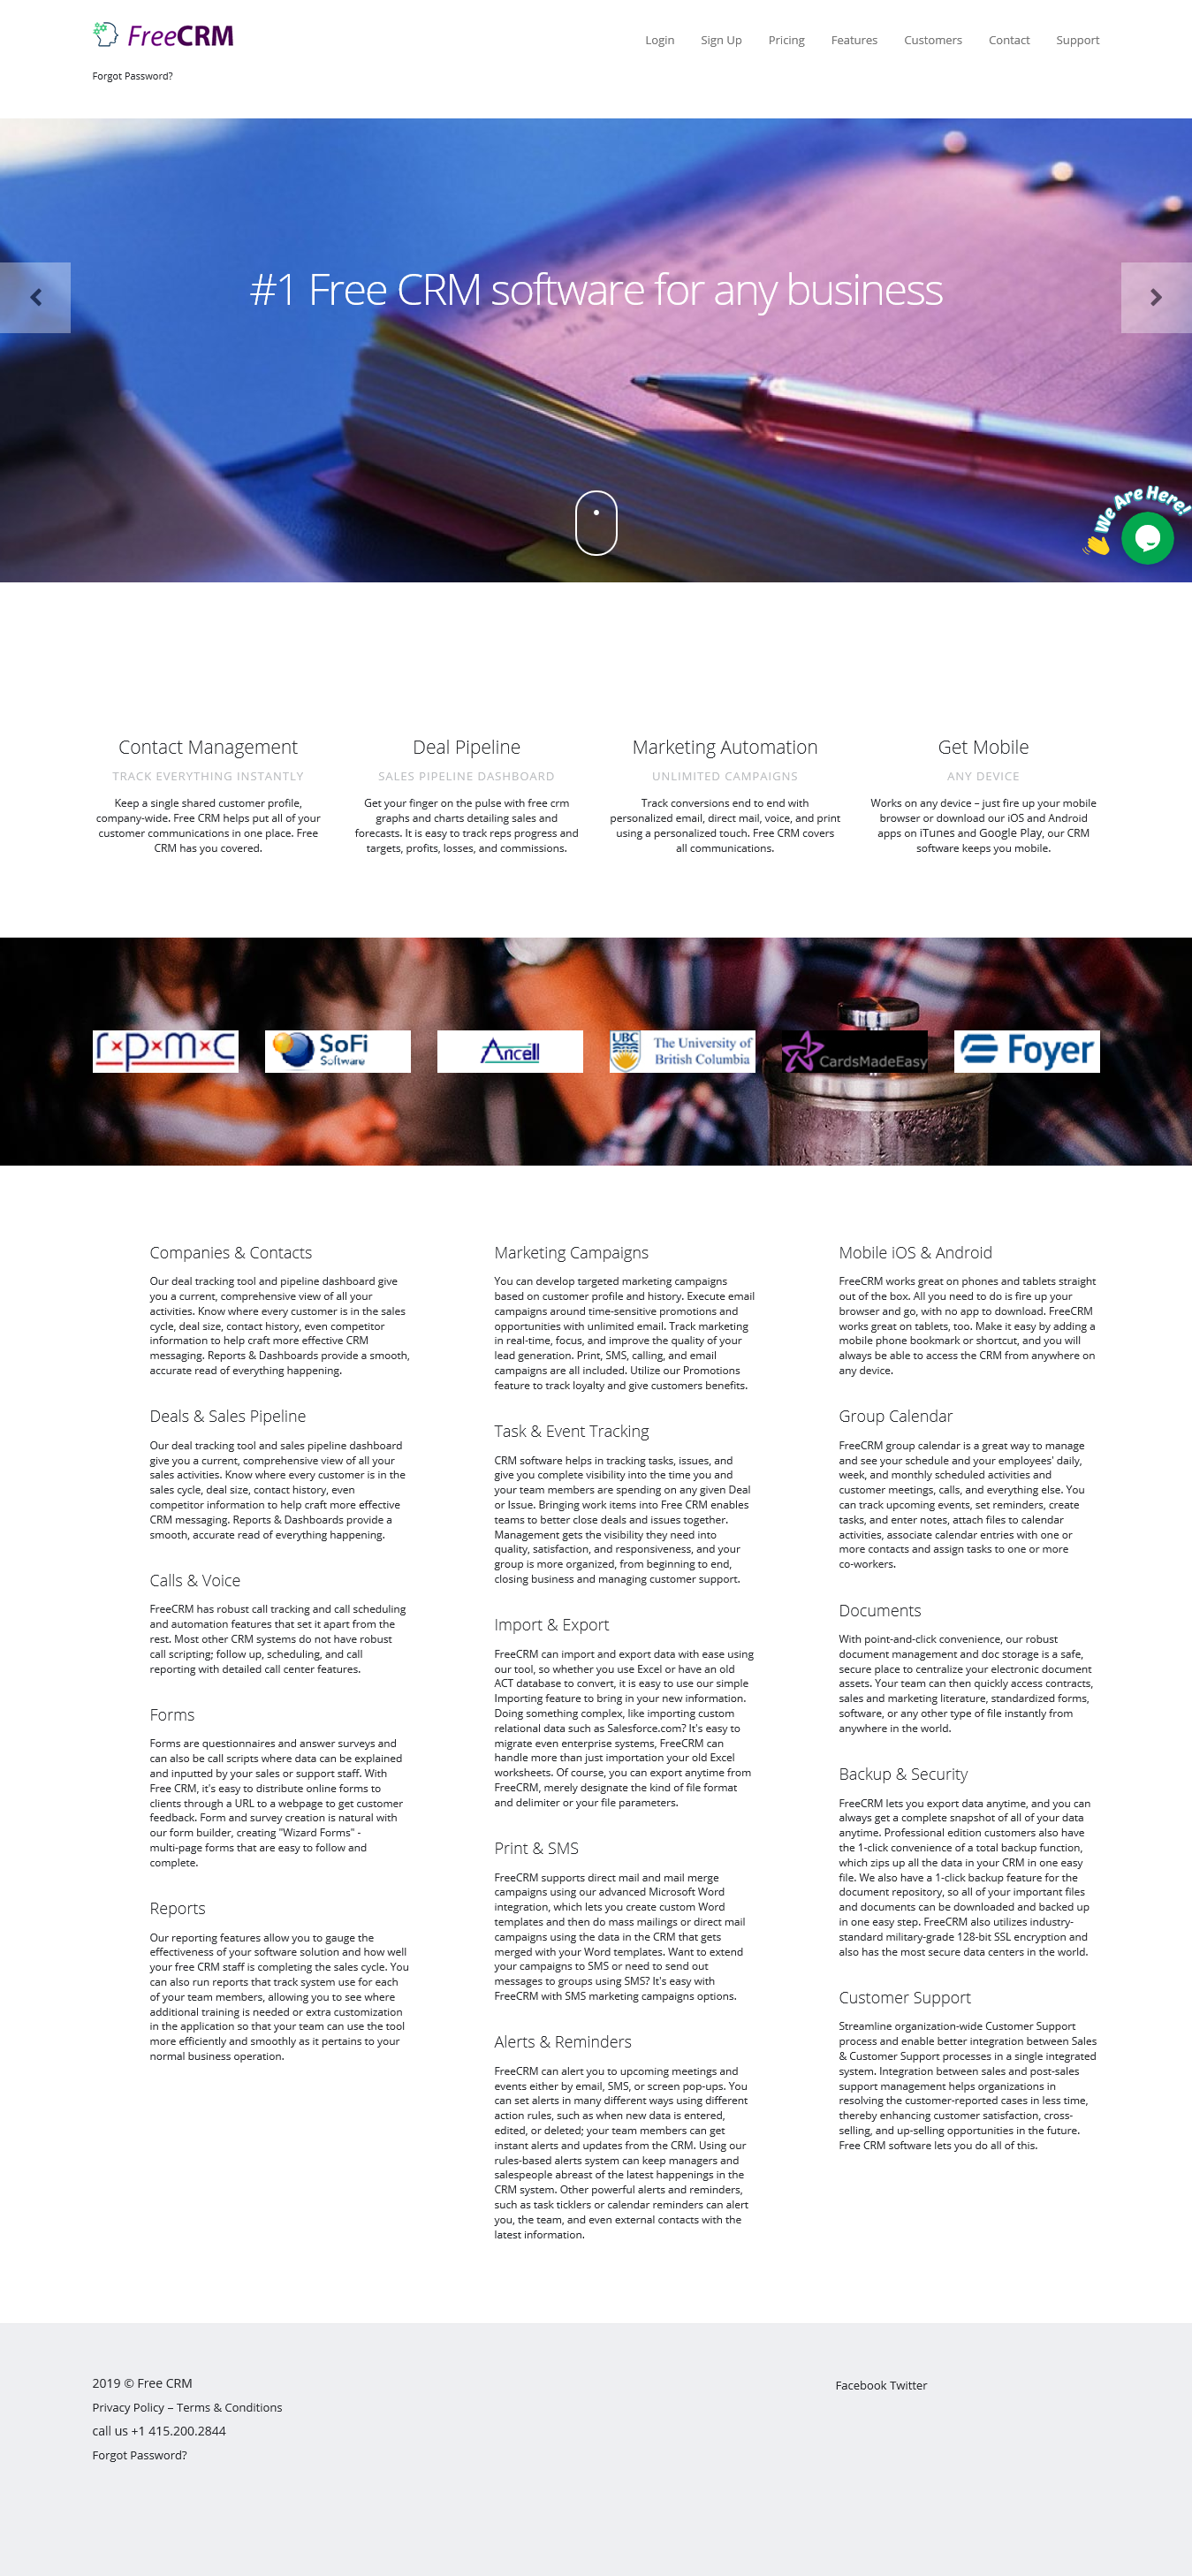 FreeCRM
Login
Sign Up
Pricing
Features
Customers
Contact
Support
Forgot Password?
#1 Free CRM software for any business
We Are Here!
Contact Management
TRACK EVERYTHING INSTANTLY
Keep a single shared customer profile,
company-wide. Free CRM helps put all of your
customer communications in one place. Free
CRM has you covered.
Deal Pipeline
SALES PIPELINE DASHBOARD
Get your finger on the pulse with free crm
graphs and charts detailing sales and
forecasts. It is easy to track reps progress and
targets, profits, losses, and commissions.
Marketing Automation
UNLIMITED CAMPAIGNS
Track conversions end to end with
personalized email, direct mail, voice, and print
using a personalized touch. Free CRM covers
all communications.
Get Mobile
ANY DEVICE
Works on any device – just fire up your mobile
browser or download our iOS and Android
apps on iTunes and Google Play, our CRM
software keeps you mobile.
r·p·m·c
SoFi
Software
Ancell
UBC
The University of
British Columbia
CardsMadeEasy
Foyer
Companies & Contacts
Our deal tracking tool and pipeline dashboard give
you a current, comprehensive view of all your
activities. Know where every customer is in the sales
cycle, deal size, contact history, even competitor
information to help craft more effective CRM
messaging. Reports & Dashboards provide a smooth,
accurate read of everything happening.
Deals & Sales Pipeline
Our deal tracking tool and sales pipeline dashboard
give you a current, comprehensive view of all your
sales activities. Know where every customer is in the
sales cycle, deal size, contact history, even
competitor information to help craft more effective
CRM messaging. Reports & Dashboards provide a
smooth, accurate read of everything happening.
Calls & Voice
FreeCRM has robust call tracking and call scheduling
and automation features that set it apart from the
rest. Most other CRM systems do not have robust
call scripting; follow up, scheduling, and call
reporting with detailed call center features.
Forms
Forms are questionnaires and answer surveys and
can also be call scripts where data can be explained
and inputted by your sales or support staff. With
Free CRM, it's easy to distribute online forms to
clients through a URL to a webpage to get customer
feedback. Form and survey creation is natural with
our form builder, creating "Wizard Forms" -
multi-page forms that are easy to follow and
complete.
Reports
Our reporting features allow you to gauge the
effectiveness of your software solution and how well
your free CRM staff is completing the sales cycle. You
can also run reports that track system use for each
of your team members, allowing you to see where
additional training is needed or extra customization
in the application so that your team can use the tool
more efficiently and smoothly as it pertains to your
normal business operation.
Marketing Campaigns
You can develop targeted marketing campaigns
based on customer profile and history. Execute email
campaigns around time-sensitive promotions and
opportunities with unlimited email. Track marketing
in real-time, focus, and improve the quality of your
lead generation. Print, SMS, calling, and email
campaigns are all included. Utilize our Promotions
feature to track loyalty and give customers benefits.
Task & Event Tracking
CRM software helps in tracking tasks, issues, and
give you complete visibility into the time you and
your team members are spending on any given Deal
or Issue. Bringing work items into Free CRM enables
teams to better close deals and issues together.
Management gets the visibility they need into
quality, satisfaction, and responsiveness, and your
group is more organized, from beginning to end,
closing business and managing customer support.
Import & Export
FreeCRM can import and export data with ease using
our tool, so whether you use Excel or have an old
ACT database to convert, it is easy to use our simple
Importing feature to bring in your new information.
Doing something complex, like importing custom
relational data such as Salesforce.com? It's easy to
migrate even enterprise systems, FreeCRM can
handle more than just importation your old Excel
worksheets. Of course, you can export anytime from
FreeCRM, merely designate the kind of file format
and delimiter or your file parameters.
Print & SMS
FreeCRM supports direct mail and mail merge
campaigns using our advanced Microsoft Word
integration, which lets you create custom Word
templates and then do mass mailings or direct mail
campaigns using the data in the CRM that gets
merged with your Word templates. Want to extend
your campaigns to SMS or need to send out
messages to groups using SMS? It's easy with
FreeCRM with SMS marketing campaigns options.
Alerts & Reminders
FreeCRM can alert you to upcoming meetings and
events either by email, SMS, or screen pop-ups. You
can set alerts in many different ways using different
action rules, such as when new data is entered,
edited, or deleted; your team members can get
instant alerts and updates from the CRM. Using our
rules-based alerts system can keep managers and
salespeople abreast of the latest happenings in the
CRM system. Other powerful alerts and reminders,
such as task ticklers or calendar reminders can alert
you, the team, and even external contacts with the
latest information.
Mobile iOS & Android
FreeCRM works great on phones and tablets straight
out of the box. All you need to do is fire up your
browser and go, with no app to download. FreeCRM
works great on tablets, too. Make it easy by adding a
mobile phone bookmark or shortcut, and you will
always be able to access the CRM from anywhere on
any device.
Group Calendar
FreeCRM group calendar is a great way to manage
and see your schedule and your employees' daily,
week, and monthly scheduled activities and
customer meetings, calls, and everything else. You
can track upcoming events, set reminders, create
tasks, and enter notes, attach files to calendar
activities, associate calendar entries with one or
more contacts and assign tasks to one or more
co-workers.
Documents
With point-and-click convenience, our robust
document management and doc storage is a safe,
secure place to centralize your electronic document
assets. Your team can then quickly access contracts,
sales and marketing literature, standardized forms,
software, or any other type of file instantly from
anywhere in the world.
Backup & Security
FreeCRM lets you export data anytime, and you can
always get a complete snapshot of all of your data
anytime. Professional edition customers also have
the 1-click convenience of a total backup function,
which zips up all the data in your CRM in one easy
file. We also have a 1-click backup feature for the
document repository, so all of your important files
and documents can be downloaded and backed up
in one easy step. FreeCRM also utilizes industry-
standard military-grade 128-bit SSL encryption and
also has the most secure data centers in the world.
Customer Support
Streamline organization-wide Customer Support
process and enable better integration between Sales
& Customer Support processes in a single integrated
system. Integration between sales and post-sales
support management helps organizations in
resolving the customer-reported cases in less time,
thereby enhancing customer satisfaction, cross-
selling, and up-selling opportunities in the future.
Free CRM software lets you do all of this.
2019 © Free CRM
Privacy Policy – Terms & Conditions
call us +1 415.200.2844
Forgot Password?
Facebook Twitter